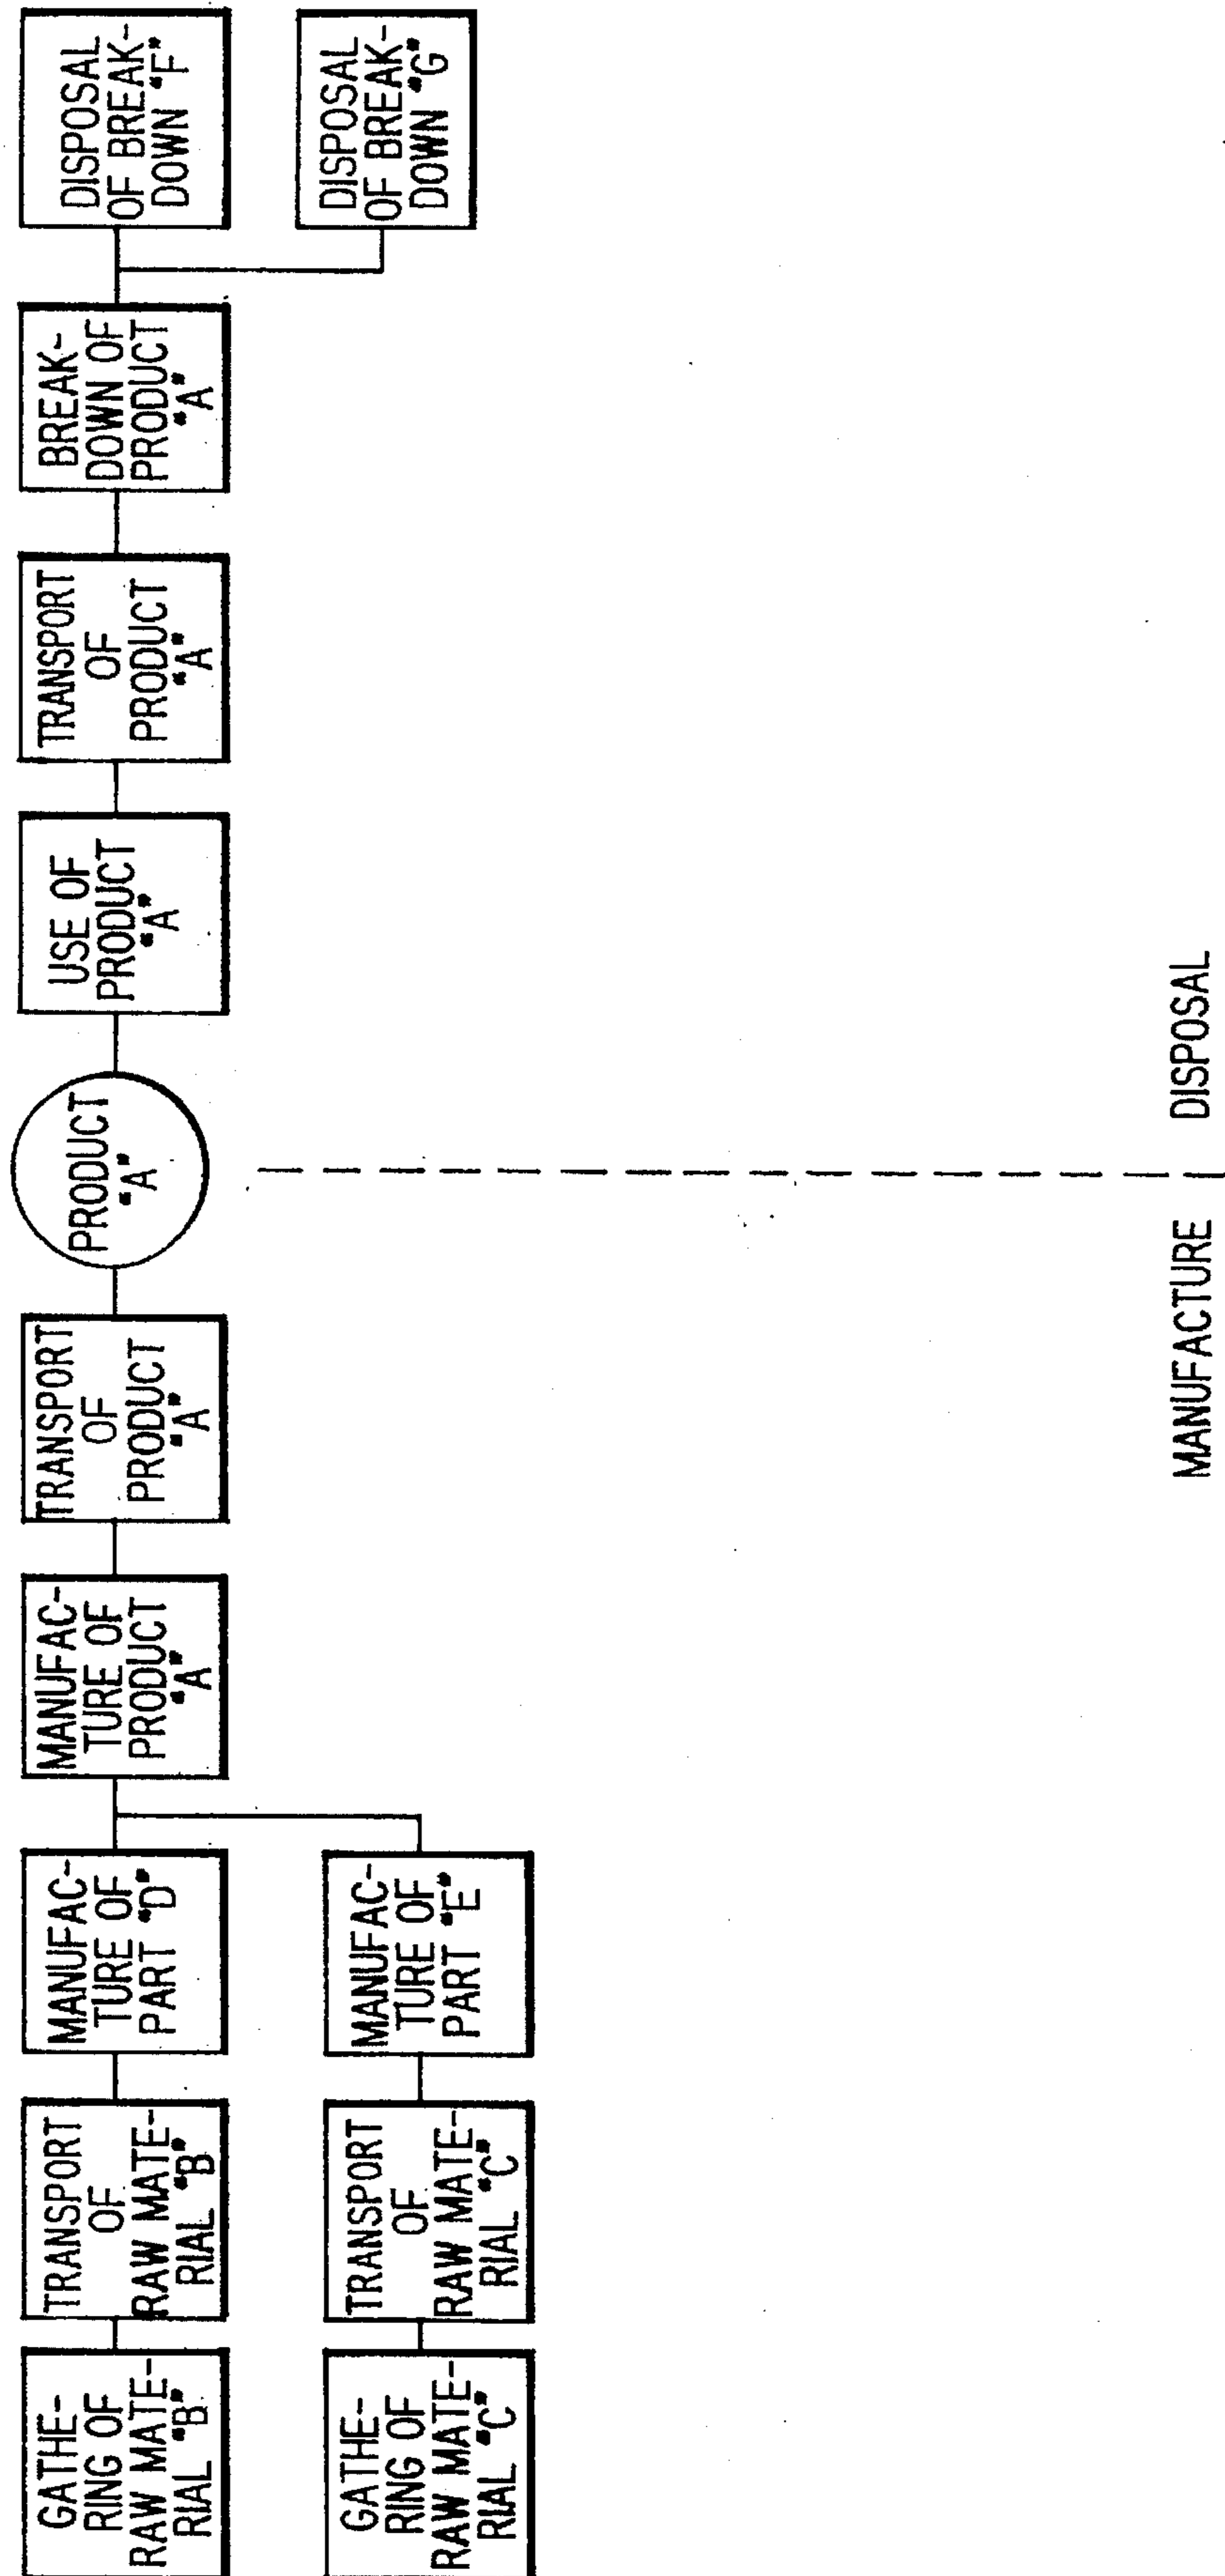 GATHE-
RING OF
RAW MATE-
RIAL "B"
TRANSPORT
OF
RAW MATE-
RIAL "B"
MANUFAC-
TURE OF
PART "D"
GATHE-
RING OF
RAW MATE-
RIAL "C"
TRANSPORT
OF
RAW MATE-
RIAL "C"
MANUFAC-
TURE OF
PART "E"
MANUFAC-
TURE OF
PRODUCT
"A"
TRANSPORT
OF
PRODUCT
"A"
PRODUCT
"A"
USE OF
PRODUCT
"A"
TRANSPORT
OF
PRODUCT
"A"
BREAK-
DOWN OF
PRODUCT
"A"
DISPOSAL
OF BREAK-
DOWN "F"
DISPOSAL
OF BREAK-
DOWN "G"
MANUFACTURE
DISPOSAL